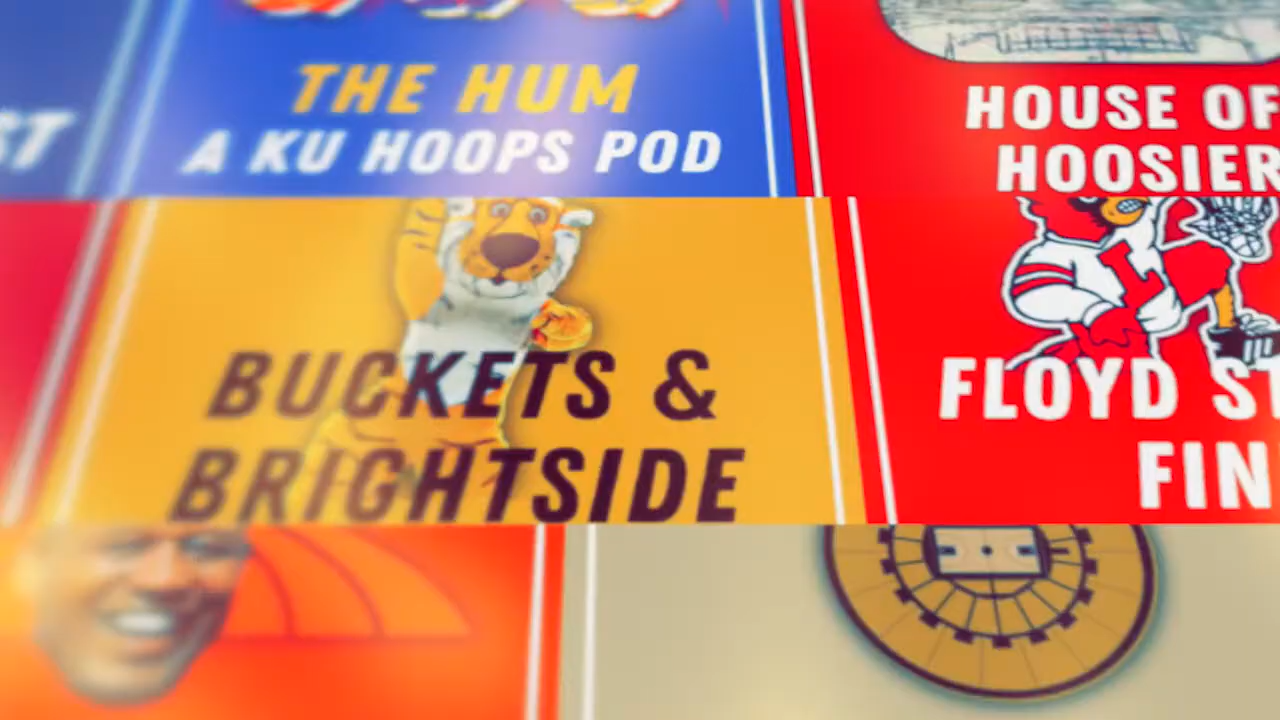 THE HUM
A KU HOOPS POD
HOUSE OF
HOOSIER
BUCKETS &
BRIGHTSIDE
FLOYD ST
FIN